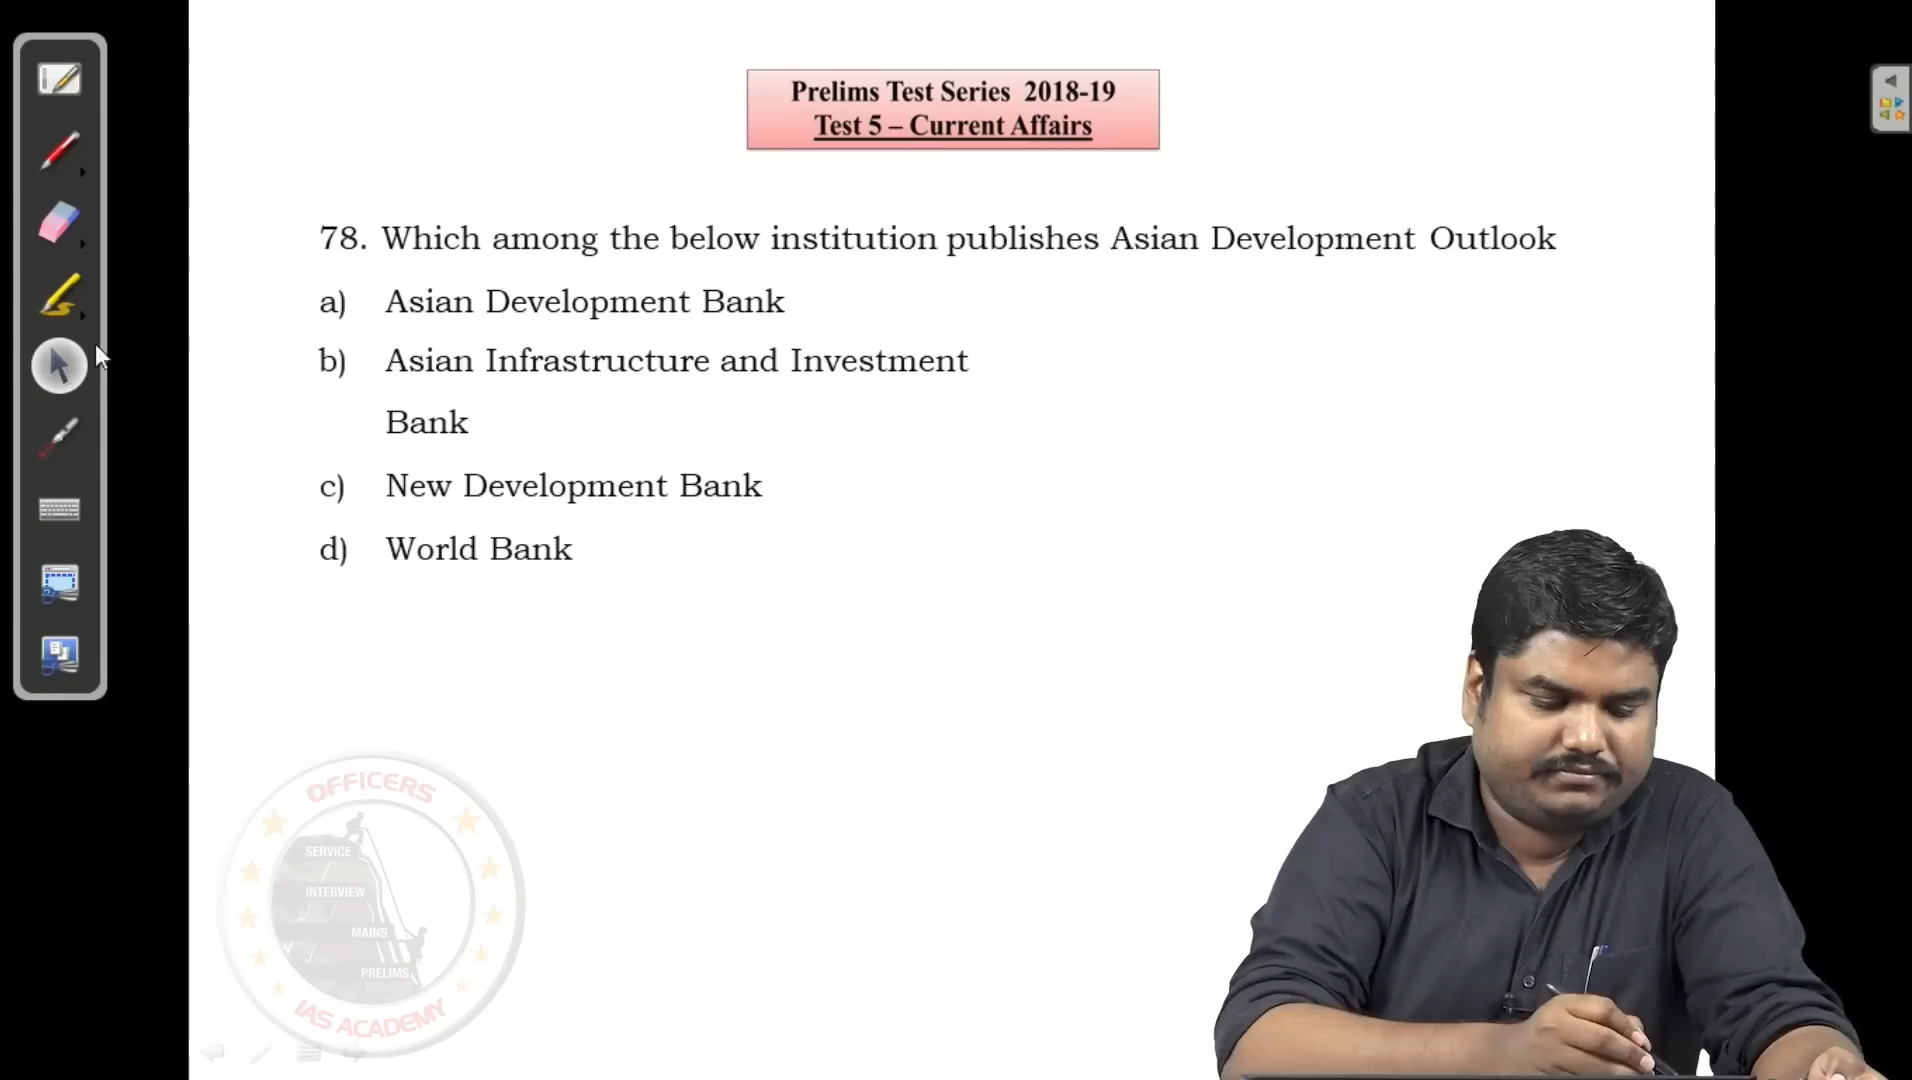 Prelims Test Series 2018-19
Test 5 – Current Affairs
78. Which among the below institution publishes Asian Development Outlook
a) Asian Development Bank
b) Asian Infrastructure and Investment
Bank
c) New Development Bank
d) World Bank
OFFICERS
SERVICE
INTERVIEW
MAINS
PRELIMS
IAS ACADEMY